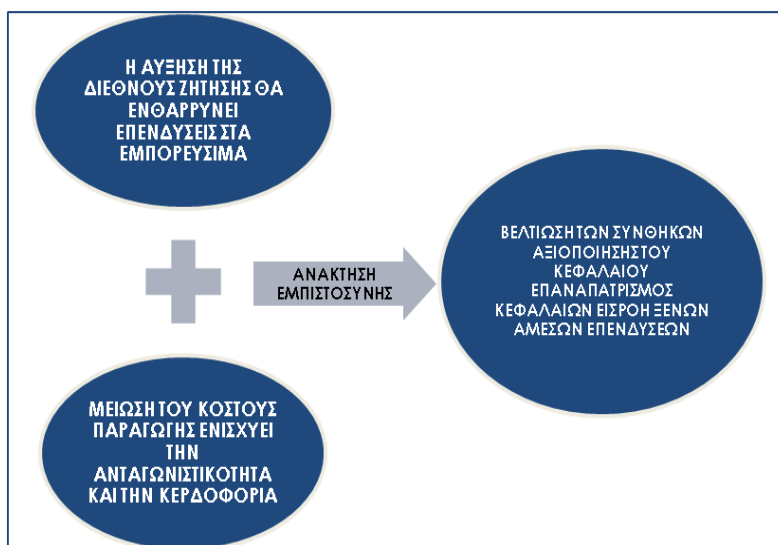 Η ΑΥΞΗΣΗ ΤΗΣ
ΔΙΕΘΝΟΥΣ ΖΗΤΗΣΗΣ ΘΑ
ΕΝΘΑΡΡΥΝΕΙ
ΕΠΕΝΔΥΣΕΙΣ ΣΤΑ
ΕΜΠΟΡΕΥΣΙΜΑ
ΜΕΙΩΣΗ ΤΟΥ ΚΟΣΤΟΥΣ
ΠΑΡΑΓΩΓΗΣ ΕΝΙΣΧΥΕΙ
ΤΗΝ
ΑΝΤΑΓΩΝΙΣΤΙΚΟΤΗΤΑ
ΚΑΙ ΤΗΝ ΚΕΡΔΟΦΟΡΙΑ
ΑΝΑΚΤΗΣΗ
ΕΜΠΙΣΤΟΣΥΝΗΣ
ΒΕΛΤΙΩΣΗ ΤΩΝ ΣΥΝΘΗΚΩΝ
ΑΞΙΟΠΟΙΗΣΗΣ ΤΟΥ
ΚΕΦΑΛΑΙΟΥ
ΕΠΑΝΑΠΑΤΡΙΣΜΟΣ
ΚΕΦΑΛΑΙΩΝ ΕΙΣΡΟΗ ΞΕΝΩΝ
ΑΜΕΣΩΝ ΕΠΕΝΔΥΣΕΩΝ